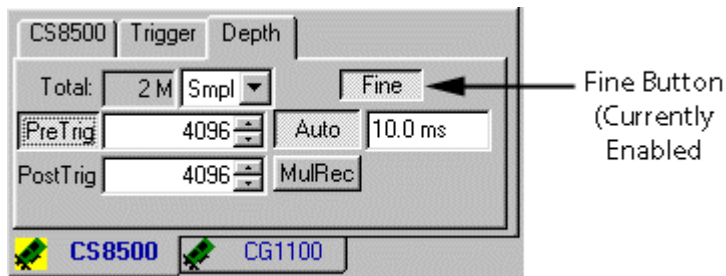 CS8500 Trigger Depth
Total: 2 M Smpl Fine
PreTrig 4096 Auto 10.0 ms
PostTrig 4096 MulRec
CS8500 CG1100
Fine Button
(Currently
Enabled